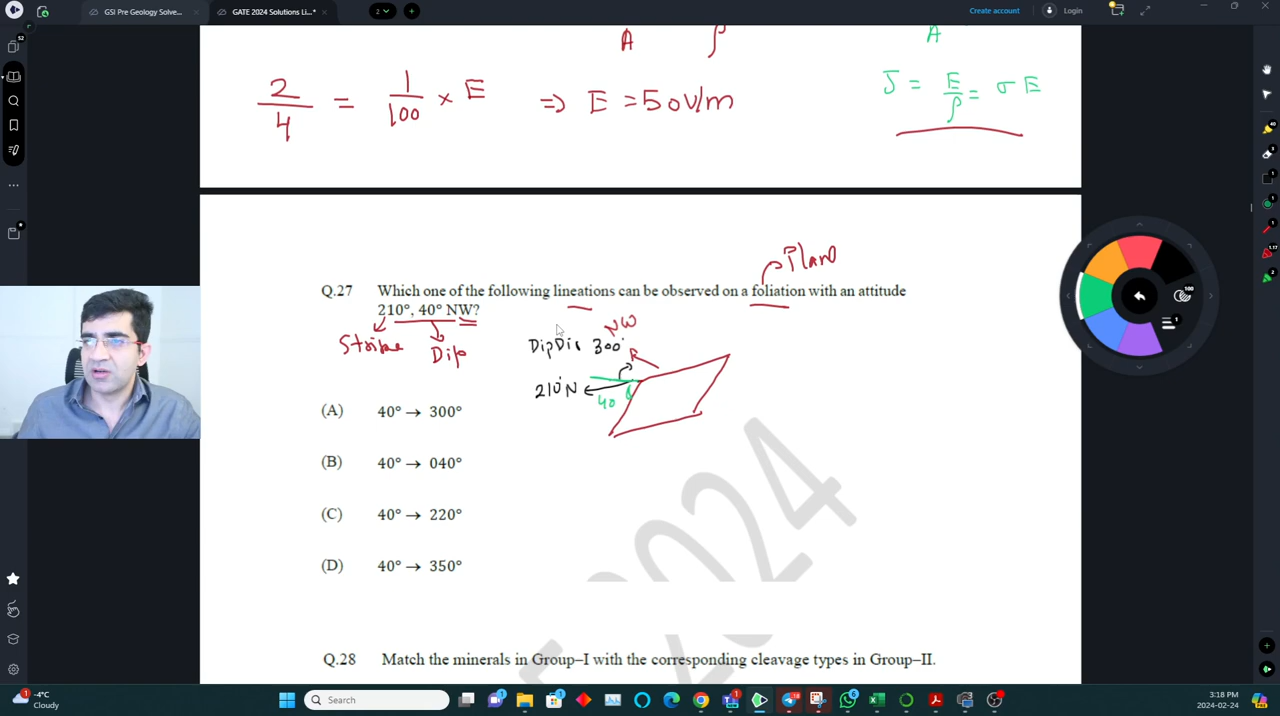 GSI Pre Geology Solve...
GATE 2024 Solutions Li...*
2
Create account
Login
A ρ
A
2/4 = 1/100 × E ⇒ E = 50 V/m
J = E/ρ = σ E
Plane
Q.27 Which one of the following lineations can be observed on a foliation with an attitude
210°, 40° NW?
Strike
Dip
NW
DipDir 300°
210°N
40
(A) 40° → 300°
(B) 40° → 040°
(C) 40° → 220°
(D) 40° → 350°
2024
Q.28 Match the minerals in Group–I with the corresponding cleavage types in Group–II.
-4°C
Cloudy
Search
3:18 PM
2024-02-24